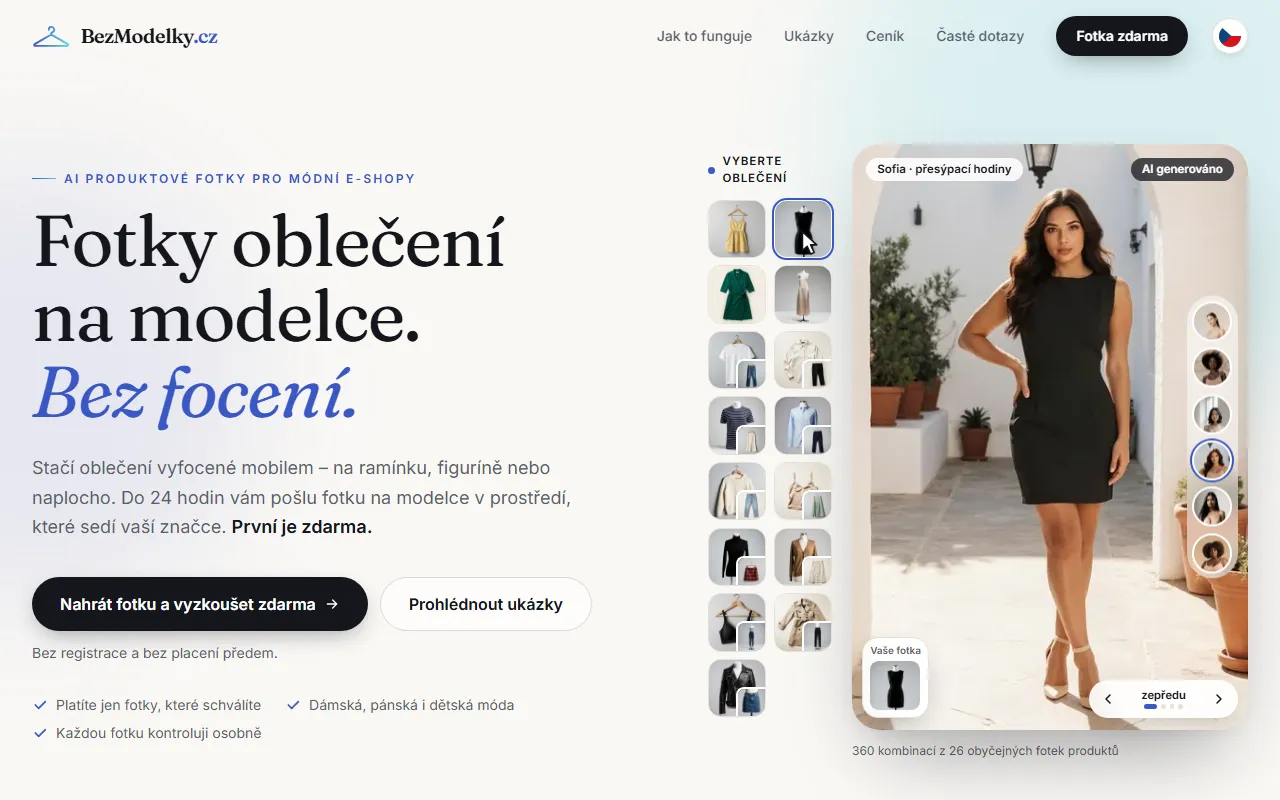 BezModelky.cz
Jak to funguje
Ukázky
Ceník
Časté dotazy
Fotka zdarma
AI PRODUKTOVÉ FOTKY PRO MÓDNÍ E-SHOPY
Fotky oblečení
na modelce.
Bez focení.
Stačí oblečení vyfocené mobilem – na ramínku, figuríně nebo
naplocho. Do 24 hodin vám pošlu fotku na modelce v prostředí,
které sedí vaší značce. První je zdarma.
Nahrát fotku a vyzkoušet zdarma →
Prohlédnout ukázky
Bez registrace a bez placení předem.
Platíte jen fotky, které schválíte
Dámská, pánská i dětská móda
Každou fotku kontroluji osobně
VYBERTE
OBLEČENÍ
Sofia · přesýpací hodiny
AI generováno
Vaše fotka
zepředu
360 kombinací z 26 obyčejných fotek produktů